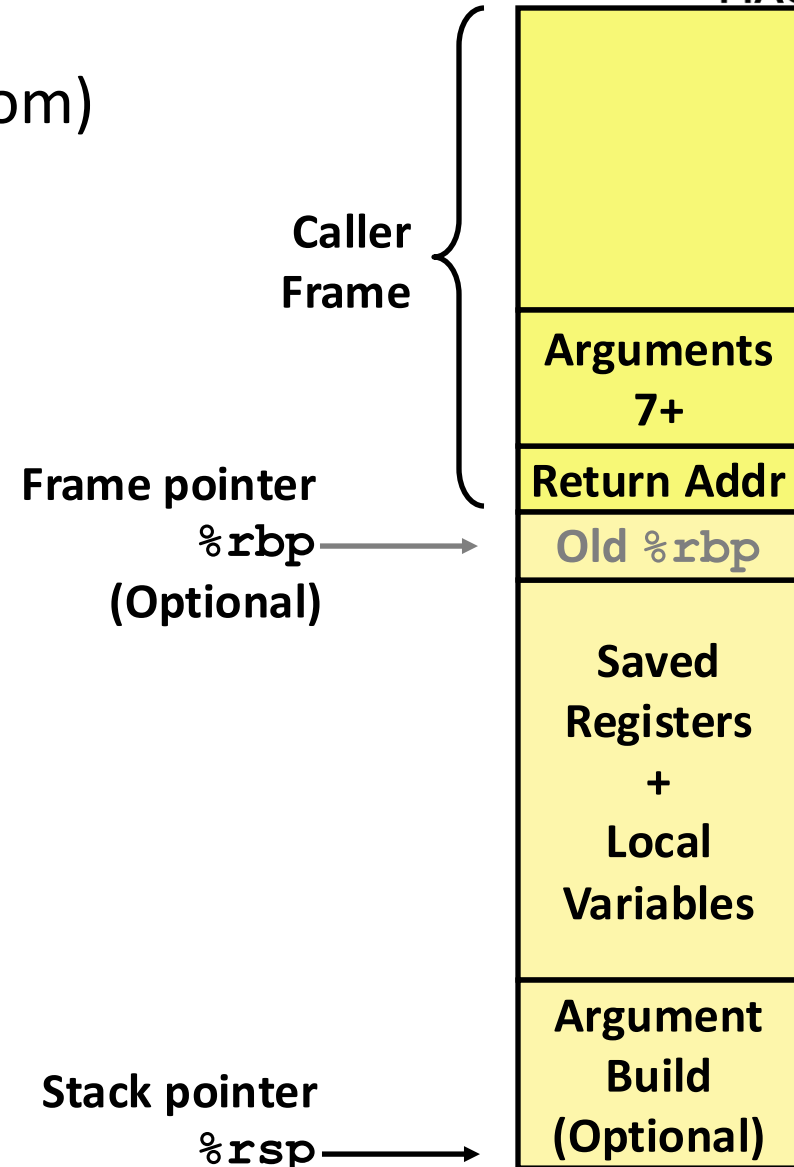 om)
Caller
Frame
Arguments
7+
Return Addr
Frame pointer
%rbp
(Optional)
Old %rbp
Saved
Registers
+
Local
Variables
Argument
Build
(Optional)
Stack pointer
%rsp